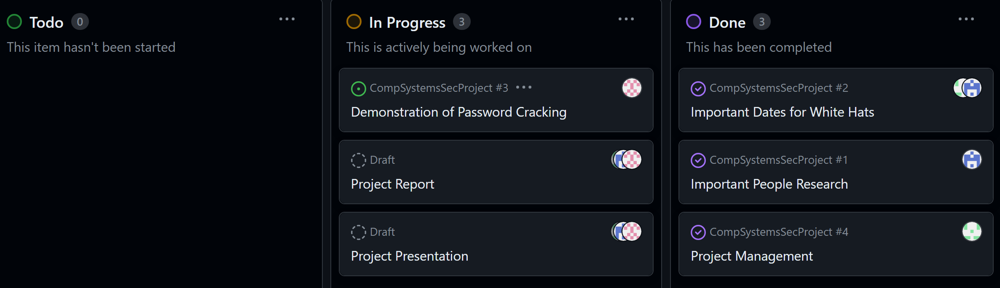 Todo 0
This item hasn't been started
In Progress 3
This is actively being worked on
CompSystemsSecProject #3
Demonstration of Password Cracking
Draft
Project Report
Draft
Project Presentation
Done 3
This has been completed
CompSystemsSecProject #2
Important Dates for White Hats
CompSystemsSecProject #1
Important People Research
CompSystemsSecProject #4
Project Management